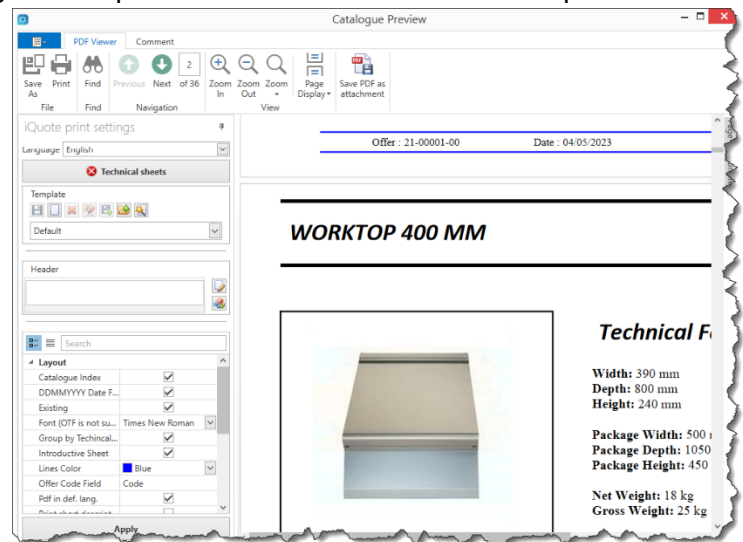 Catalogue Preview
PDF Viewer Comment
2
Save As Print Find Previous Next of 36 Zoom In Zoom Out Zoom Page Display Save PDF as attachment
File Find Navigation View
iQuote print settings
Language English
Technical sheets
Template
Default
Header
Search
Layout
Catalogue Index
DDMMYYYY Date F...
Existing
Font (OTF is not su... Times New Roman
Group by Techincal...
Introductive Sheet
Lines Color Blue
Offer Code Field Code
Pdf in def. lang.
Apply
Offer : 21-00001-00 Date : 04/05/2023
WORKTOP 400 MM
Technical
Width: 390 mm
Depth: 800 mm
Height: 240 mm
Package Width: 500
Package Depth: 1050
Package Height: 450
Net Weight: 18 kg
Gross Weight: 25 kg